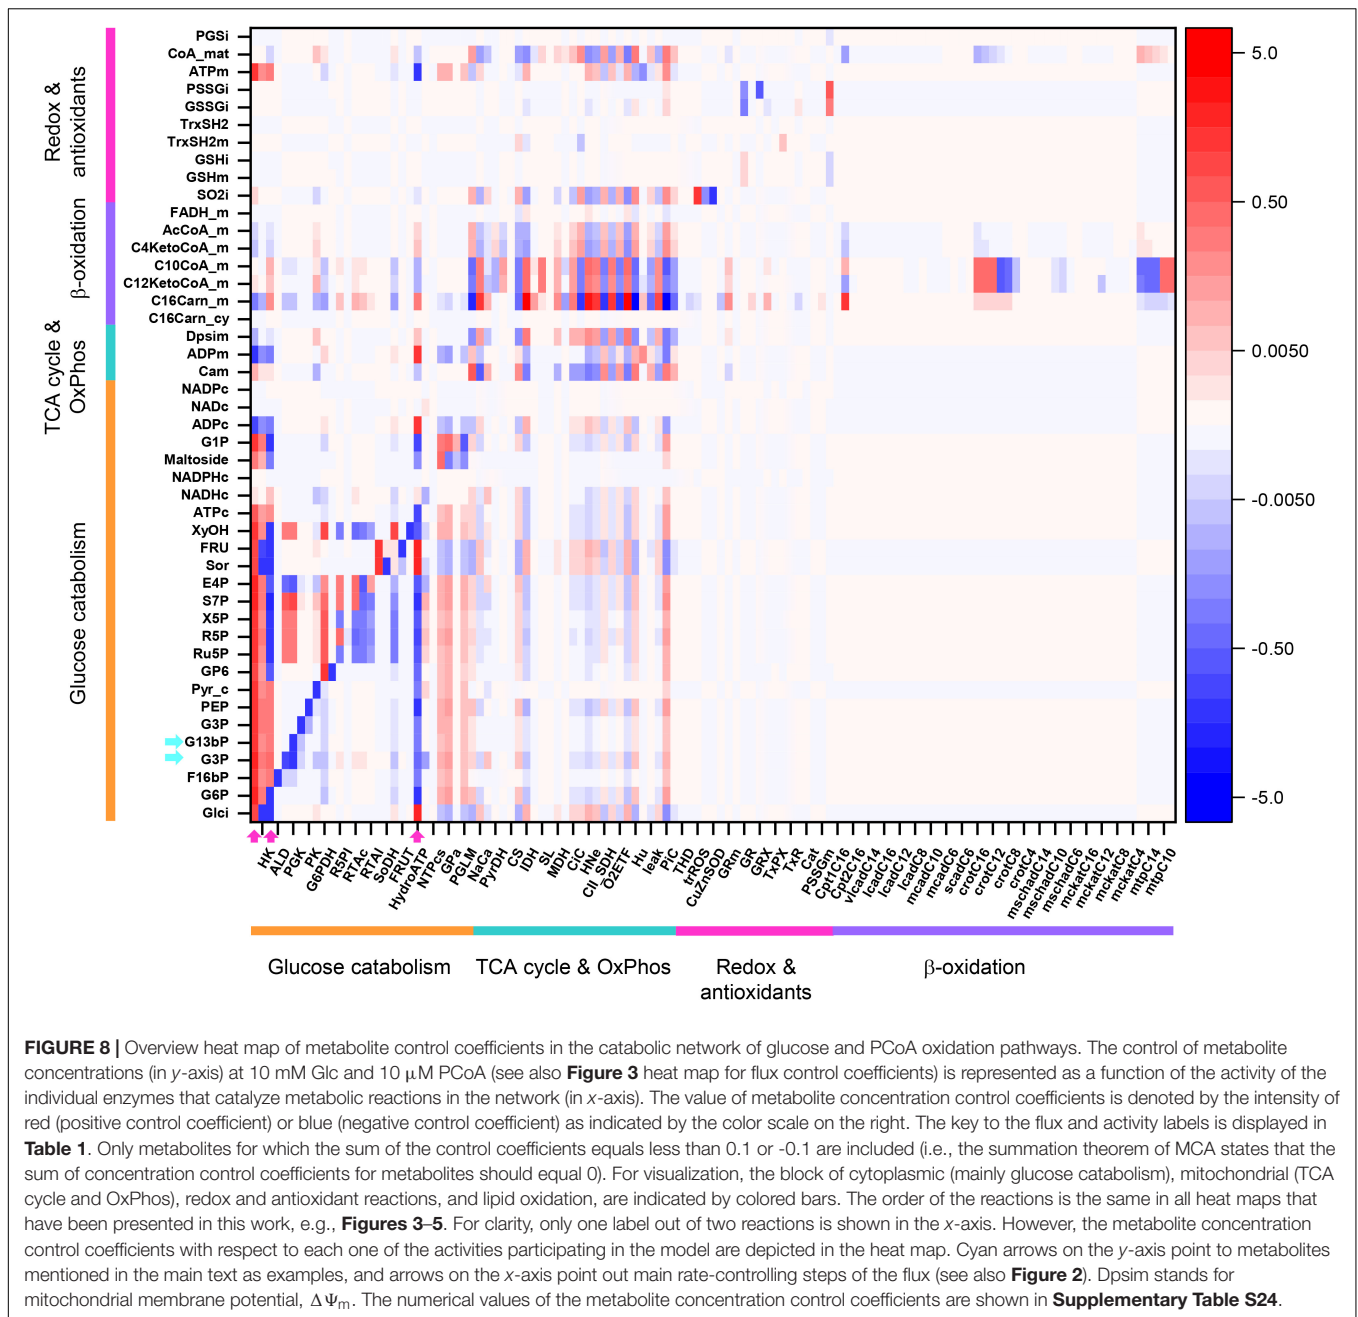 Redox &
antioxidants
β-oxidation
TCA cycle &
OxPhos
Glucose catabolism
PGSi
CoA_mat
ATPm
PSSGi
GSSGi
TrxSH2
TrxSH2m
GSHi
GSHm
SO2i
FADH_m
AcCoA_m
C4KetoCoA_m
C10CoA_m
C12KetoCoA_m
C16Carn_m
C16Carn_cy
Dpsim
ADPm
Cam
NADPc
NADc
ADPc
G1P
Maltoside
NADPHc
NADHc
ATPc
XyOH
FRU
Sor
E4P
S7P
X5P
R5P
Ru5P
GP6
Pyr_c
PEP
G3P
G13bP
G3P
F16bP
G6P
Glci
5.0
0.50
0.0050
-0.0050
-0.50
-5.0
HK
ALD
PGK
PK
G6PDH
R5PI
RTAc
RTAl
SoDH
FRUT
HydroATP
NTPcs
GPa
PGLM
NaCa
PyrDH
CS
IDH
SL
MDH
CiC
HNe
CII_SDH
O2ETF
Hu
leak
PiC
THD
trROS
CuZnSOD
GRm
GR
GRX
TxPX
TxR
Cat
PSSGm
Cpt1C16
Cpt2C16
vlcadC14
lcadC16
lcadC12
lcadC8
mcadC10
mcadC6
scadC6
crotC16
crotC12
crotC8
crotC4
mschadC14
mschadC10
mschadC6
mckatC12
mckatC8
mckatC4
mtpC14
mtpC10
Glucose catabolism
TCA cycle & OxPhos
Redox &
antioxidants
β-oxidation
FIGURE 8 | Overview heat map of metabolite control coefficients in the catabolic network of glucose and PCoA oxidation pathways. The control of metabolite
concentrations (in y-axis) at 10 mM Glc and 10 μM PCoA (see also Figure 3 heat map for flux control coefficients) is represented as a function of the activity of the
individual enzymes that catalyze metabolic reactions in the network (in x-axis). The value of metabolite concentration control coefficients is denoted by the intensity of
red (positive control coefficient) or blue (negative control coefficient) as indicated by the color scale on the right. The key to the flux and activity labels is displayed in
Table 1. Only metabolites for which the sum of the control coefficients equals less than 0.1 or -0.1 are included (i.e., the summation theorem of MCA states that the
sum of concentration control coefficients for metabolites should equal 0). For visualization, the block of cytoplasmic (mainly glucose catabolism), mitochondrial (TCA
cycle and OxPhos), redox and antioxidant reactions, and lipid oxidation, are indicated by colored bars. The order of the reactions is the same in all heat maps that
have been presented in this work, e.g., Figures 3–5. For clarity, only one label out of two reactions is shown in the x-axis. However, the metabolite concentration
control coefficients with respect to each one of the activities participating in the model are depicted in the heat map. Cyan arrows on the y-axis point to metabolites
mentioned in the main text as examples, and arrows on the x-axis point out main rate-controlling steps of the flux (see also Figure 2). Dpsim stands for
mitochondrial membrane potential, ΔΨm. The numerical values of the metabolite concentration control coefficients are shown in Supplementary Table S24.